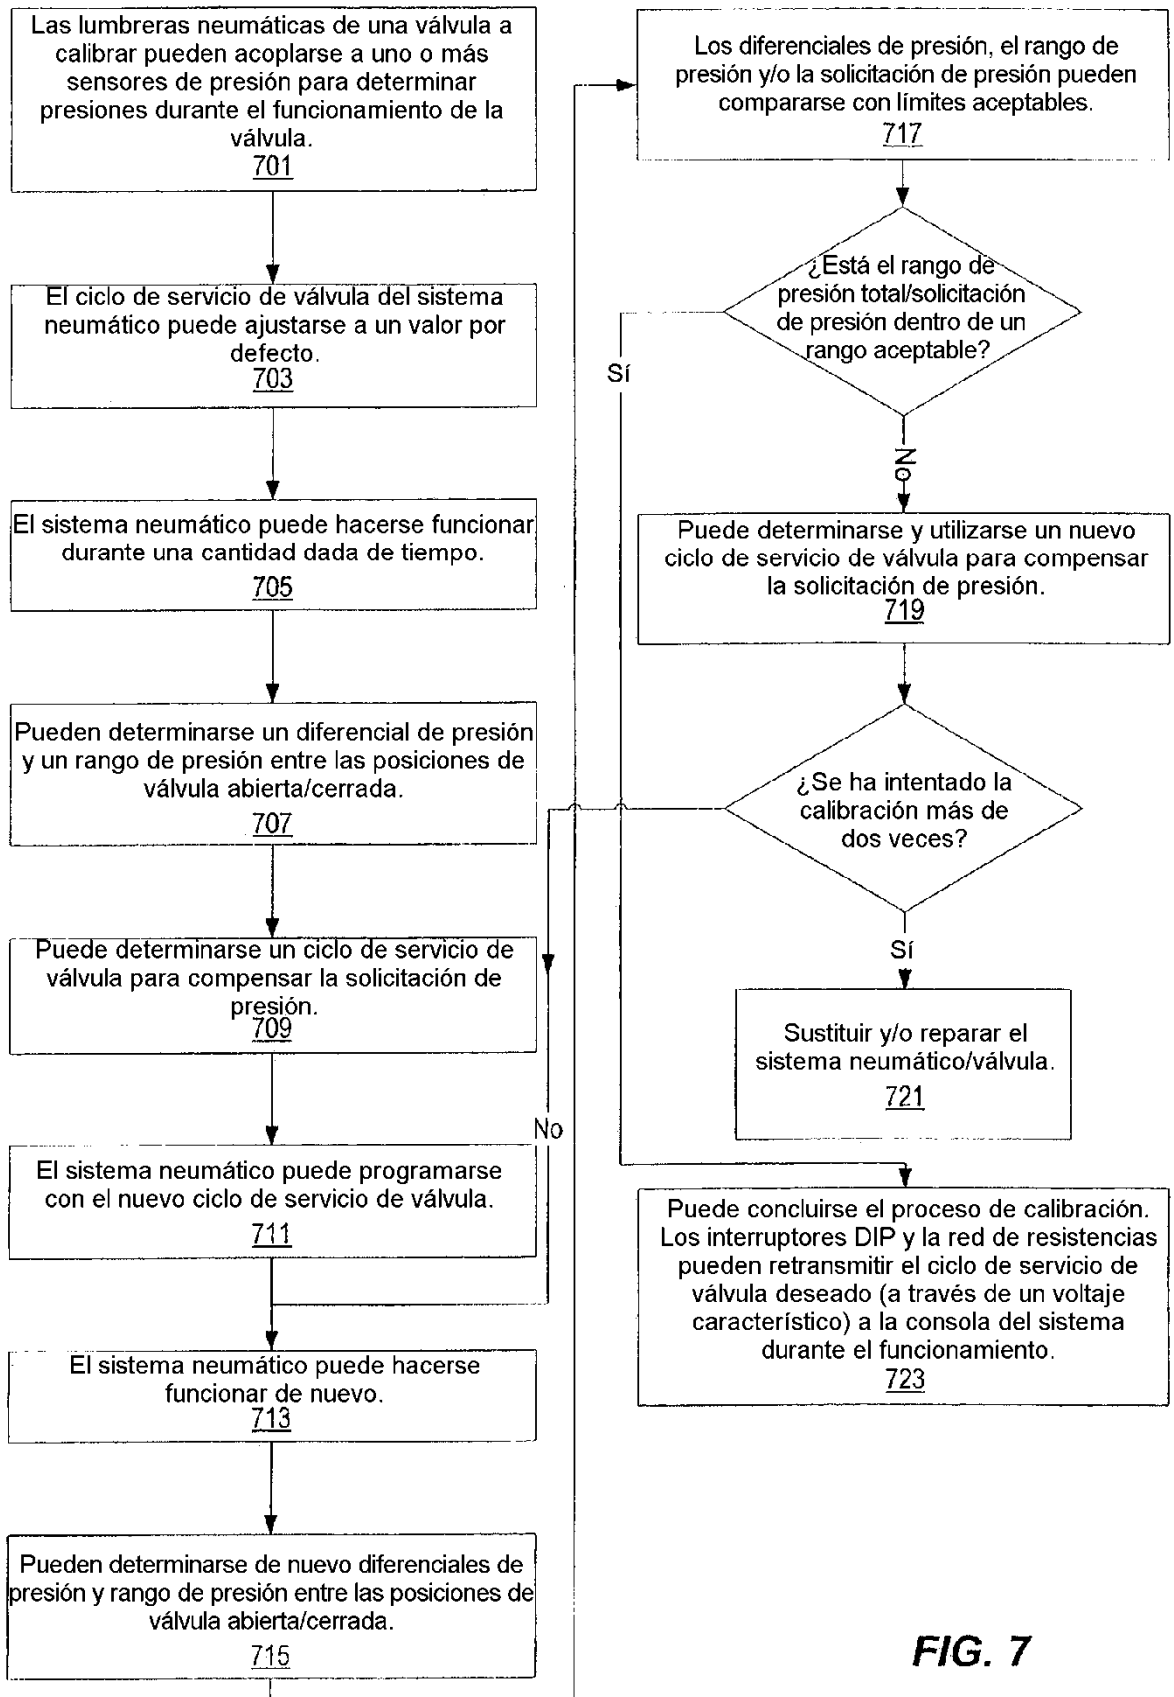 Las lumbreras neumáticas de una válvula a
calibrar pueden acoplarse a uno o más
sensores de presión para determinar
presiones durante el funcionamiento de la
válvula.
701
El ciclo de servicio de válvula del sistema
neumático puede ajustarse a un valor por
defecto.
703
El sistema neumático puede hacerse funcionar
durante una cantidad dada de tiempo.
705
Pueden determinarse un diferencial de presión
y un rango de presión entre las posiciones de
válvula abierta/cerrada.
707
Puede determinarse un ciclo de servicio de
válvula para compensar la solicitación de
presión.
709
El sistema neumático puede programarse
con el nuevo ciclo de servicio de válvula.
711
El sistema neumático puede hacerse
funcionar de nuevo.
713
Pueden determinarse de nuevo diferenciales de
presión y rango de presión entre las posiciones de
válvula abierta/cerrada.
715
Los diferenciales de presión, el rango de
presión y/o la solicitación de presión pueden
compararse con límites aceptables.
717
¿Está el rango de
presión total/solicitación
de presión dentro de un
rango aceptable?
Sí
No
Puede determinarse y utilizarse un nuevo
ciclo de servicio de válvula para compensar
la solicitación de presión.
719
¿Se ha intentado la
calibración más de
dos veces?
No
Sí
Sustituir y/o reparar el
sistema neumático/válvula.
721
Puede concluirse el proceso de calibración.
Los interruptores DIP y la red de resistencias
pueden retransmitir el ciclo de servicio de
válvula deseado (a través de un voltaje
característico) a la consola del sistema
durante el funcionamiento.
723
FIG. 7